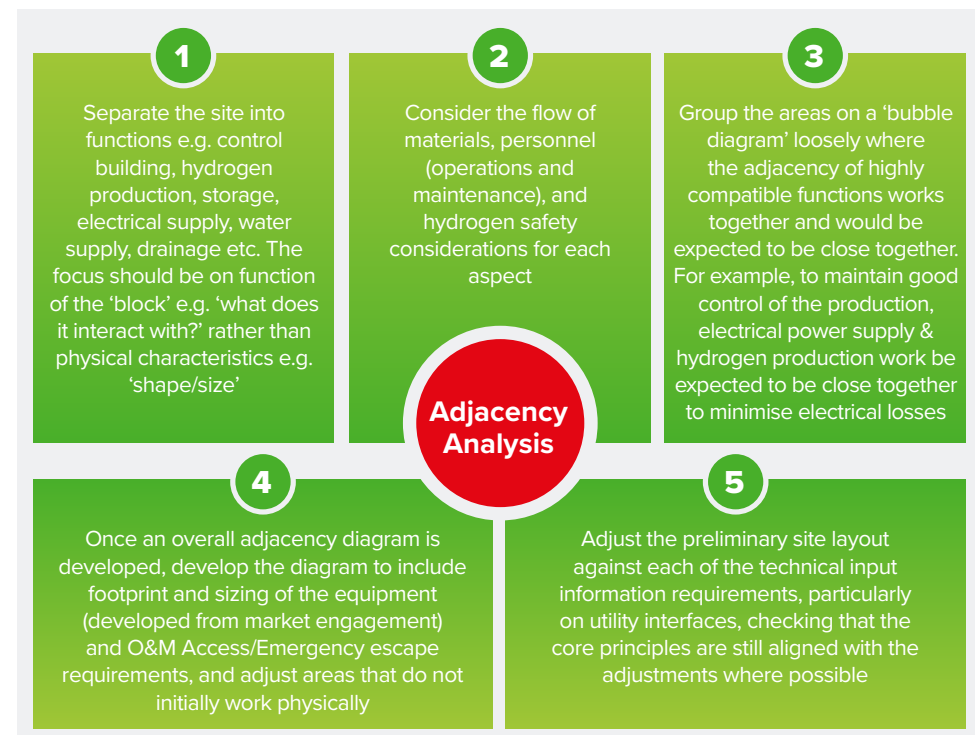 1
Separate the site into
functions e.g. control
building, hydrogen
production, storage,
electrical supply, water
supply, drainage etc. The
focus should be on function
of the ‘block’ e.g. ‘what does
it interact with?’ rather than
physical characteristics e.g.
‘shape/size’
2
Consider the flow of
materials, personnel
(operations and
maintenance), and
hydrogen safety
considerations for each
aspect
3
Group the areas on a ‘bubble
diagram’ loosely where
the adjacency of highly
compatible functions works
together and would be
expected to be close together.
For example, to maintain good
control of the production,
electrical power supply &
hydrogen production work be
expected to be close together
to minimise electrical losses
Adjacency
Analysis
4
Once an overall adjacency diagram is
developed, develop the diagram to include
footprint and sizing of the equipment
(developed from market engagement)
and O&M Access/Emergency escape
requirements, and adjust areas that do not
initially work physically
5
Adjust the preliminary site layout
against each of the technical input
information requirements, particularly
on utility interfaces, checking that the
core principles are still aligned with the
adjustments where possible